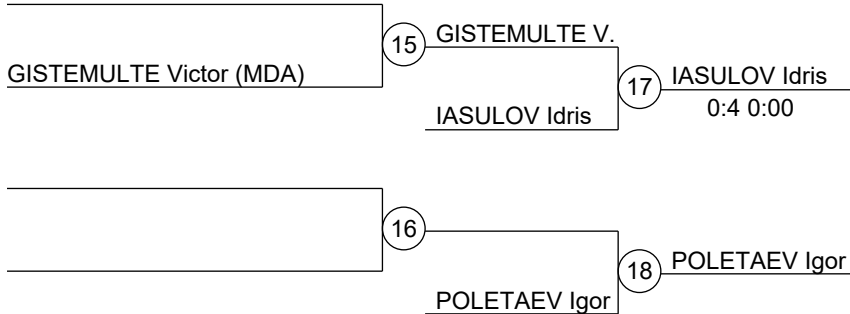 15
GISTEMULTE V.
GISTEMULTE Victor (MDA)
17
IASULOV Idris
0:4 0:00
IASULOV Idris
16
18
POLETAEV Igor
POLETAEV Igor